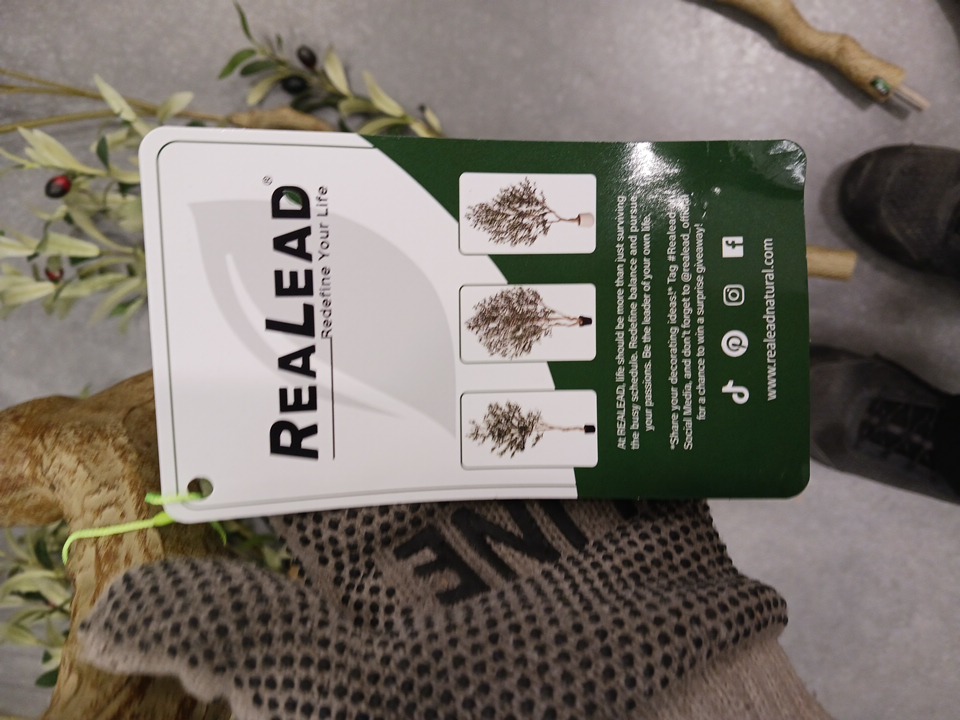 REALEAD®
Redefine Your Life
At REALEAD, life should be more than just surviving
the busy schedule. Redefine balance and pursue
your passions. Be the leader of your own life.
*Share your decorating ideas!* Tag #Realead
Social Media, and don't forget to @realead_
for a chance to win a surprise giveaway!
www.realeadnatural.com
INE